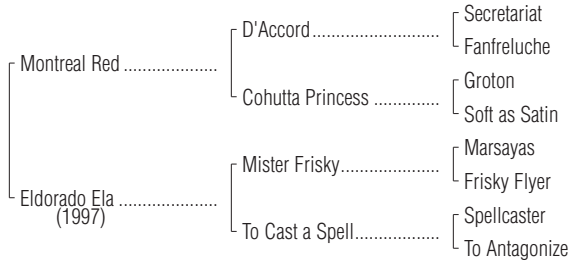 Secretariat
D'Accord
Fanfreluche
Montreal Red
Groton
Cohutta Princess
Soft as Satin
Marsayas
Mister Frisky
Frisky Flyer
Eldorado Ela
(1997)
Spellcaster
To Cast a Spell
To Antagonize